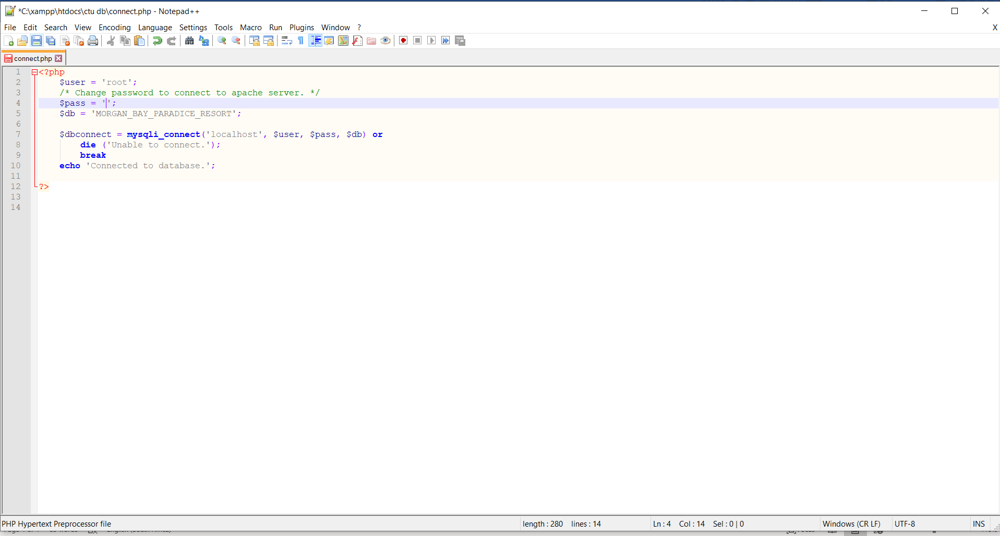 *C:\xampp\htdocs\ctu db\connect.php - Notepad++
File Edit Search View Encoding Language Settings Tools Macro Run Plugins Window ? X
connect.php
1 <?php
2 $user = 'root';
3 /* Change password to connect to apache server. */
4 $pass = '';
5 $db = 'MORGAN_BAY_PARADICE_RESORT';
6
7 $dbconnect = mysqli_connect('localhost', $user, $pass, $db) or
8 die ('Unable to connect.');
9 break
10 echo 'Connected to database.';
11
12 ?>
13
14
PHP Hypertext Preprocessor file length : 280 lines : 14 Ln : 4 Col : 14 Sel : 0 | 0 Windows (CR LF) UTF-8 INS